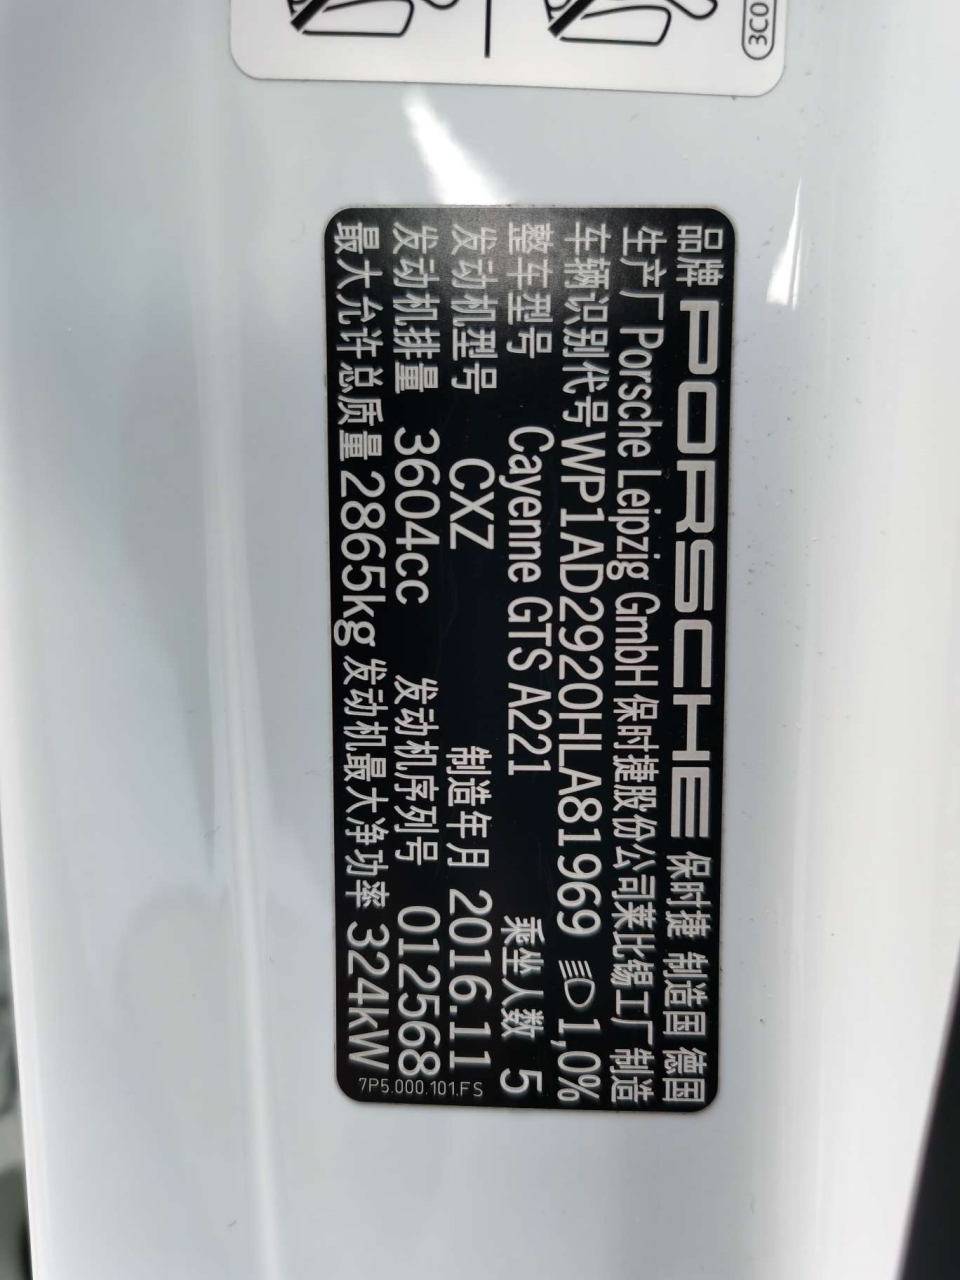 3C0
品牌 PORSCHE 保时捷 制造国 德国
生产厂 Porsche Leipzig GmbH 保时捷股份公司莱比锡工厂 制造
车辆识别代号 WP1AD2920HLA81969 1,0%
整车型号 Cayenne GTS A221 乘坐人数 5
发动机型号 CXZ 制造年月 2016.11
发动机排量 3604cc 发动机序列号 012568
最大允许总质量 2865kg 发动机最大净功率 324kW
7P5.000.101.FS